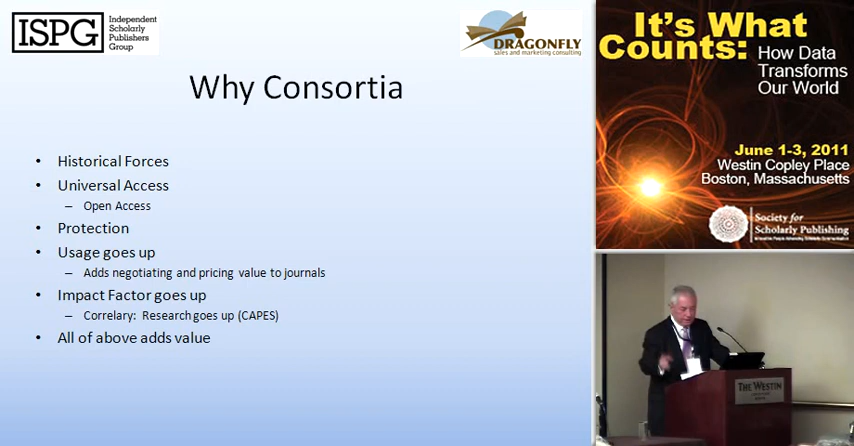 ISPG
Independent
Scholarly
Publishers
Group
DRAGONFLY
sales and marketing consulting
Why Consortia
• Historical Forces
• Universal Access
– Open Access
• Protection
• Usage goes up
– Adds negotiating and pricing value to journals
• Impact Factor goes up
– Correlary: Research goes up (CAPES)
• All of above adds value
It's What
Counts: How Data
Transforms
Our World
June 1-3, 2011
Westin Copley Place
Boston, Massachusetts
Society for
Scholarly Publishing
THE WESTIN